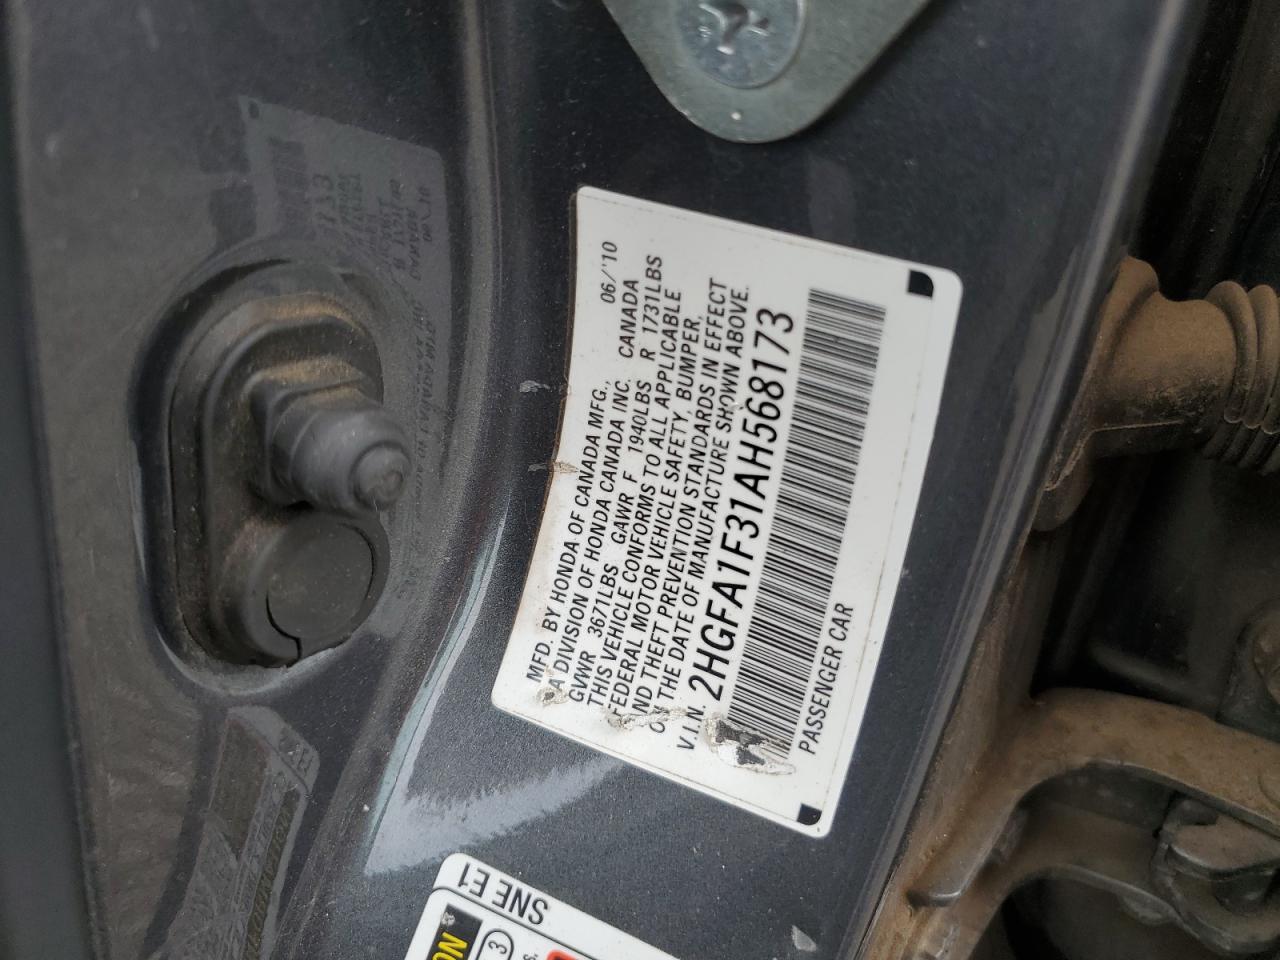 MFD. BY HONDA OF CANADA MFG., 06/'10
A DIVISION OF HONDA CANADA INC. CANADA
GVWR 3671LBS GAWR F 1940LBS R 1731LBS
THIS VEHICLE CONFORMS TO ALL APPLICABLE
FEDERAL MOTOR VEHICLE SAFETY, BUMPER,
AND THEFT PREVENTION STANDARDS IN EFFECT
ON THE DATE OF MANUFACTURE SHOWN ABOVE.
V.I.N. 2HGFA1F31AH568173
PASSENGER CAR
SNE E1
3